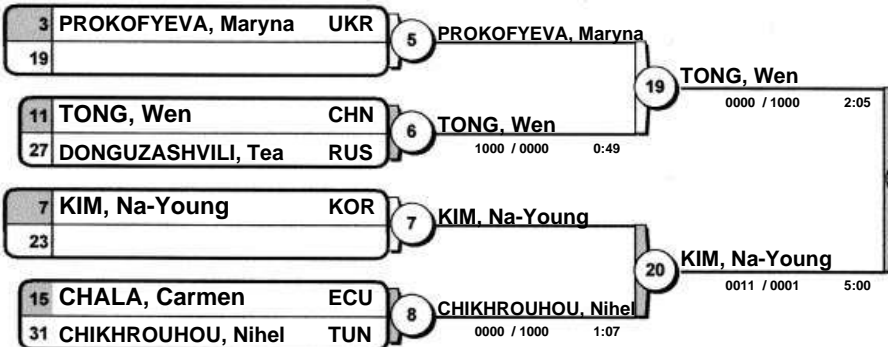 3 PROKOFYEVA, Maryna UKR
19
5
PROKOFYEVA, Maryna
11 TONG, Wen CHN
27 DONGUZASHVILI, Tea RUS
6
TONG, Wen
1000 / 0000 0:49
19
TONG, Wen
0000 / 1000 2:05
7 KIM, Na-Young KOR
23
7
KIM, Na-Young
15 CHALA, Carmen ECU
31 CHIKHROUHOU, Nihel TUN
8
CHIKHROUHOU, Nihel
0000 / 1000 1:07
20
KIM, Na-Young
0011 / 0001 5:00